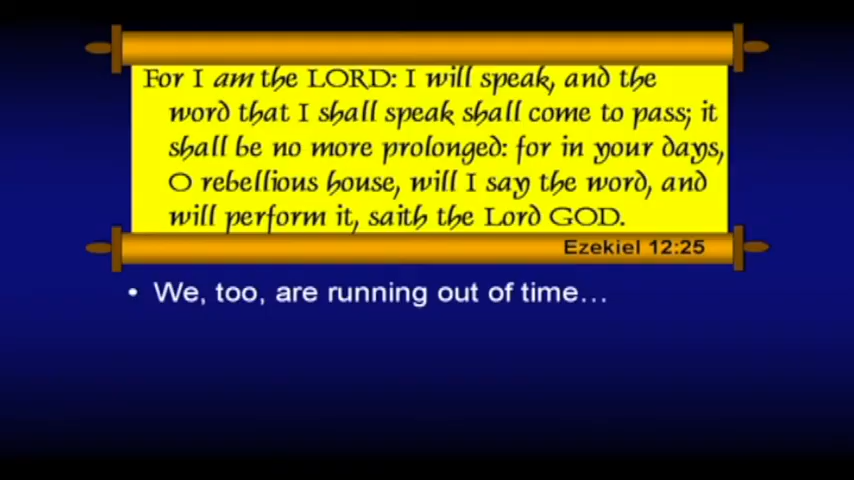 For I am the LORD: I will speak, and the
word that I shall speak shall come to pass; it
shall be no more prolonged: for in your days,
O rebellious house, will I say the word, and
will perform it, saith the Lord GOD.
Ezekiel 12:25
• We, too, are running out of time…